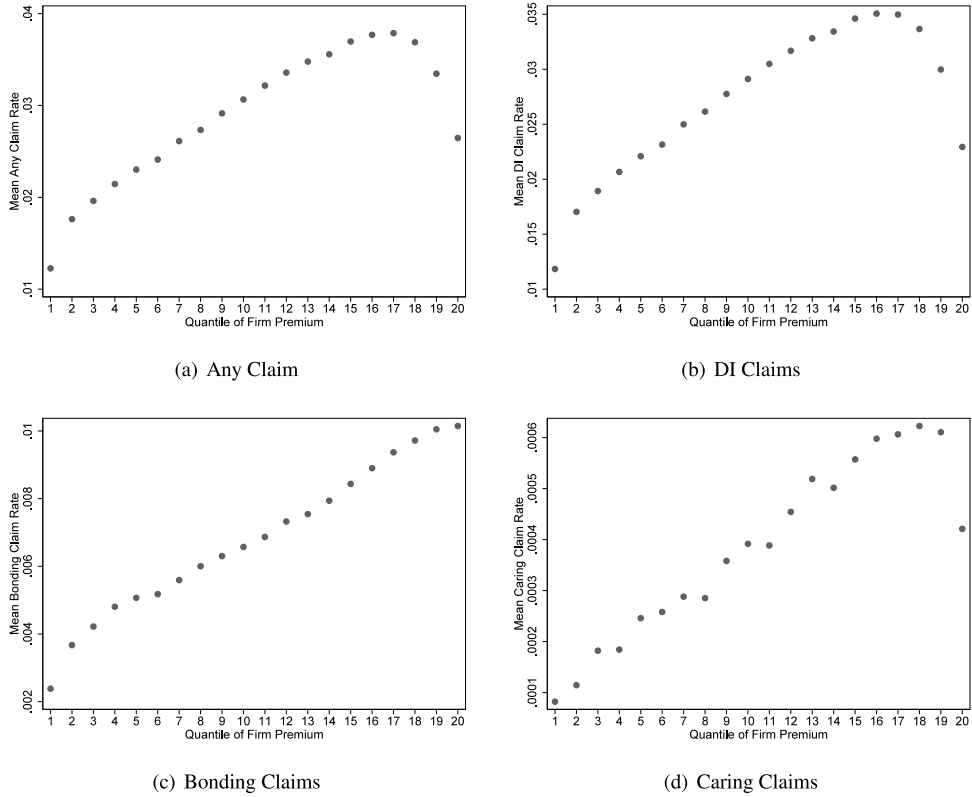 Mean Any Claim Rate
.01 .02 .03 .04
1 2 3 4 5 6 7 8 9 10 11 12 13 14 15 16 17 18 19 20
Quantile of Firm Premium
(a) Any Claim
Mean DI Claim Rate
.01 .015 .02 .025 .03 .035
1 2 3 4 5 6 7 8 9 10 11 12 13 14 15 16 17 18 19 20
Quantile of Firm Premium
(b) DI Claims
Mean Bonding Claim Rate
.002 .004 .006 .008 .01
1 2 3 4 5 6 7 8 9 10 11 12 13 14 15 16 17 18 19 20
Quantile of Firm Premium
(c) Bonding Claims
Mean Caring Claim Rate
.0001 .0002 .0003 .0004 .0005 .0006
1 2 3 4 5 6 7 8 9 10 11 12 13 14 15 16 17 18 19 20
Quantile of Firm Premium
(d) Caring Claims